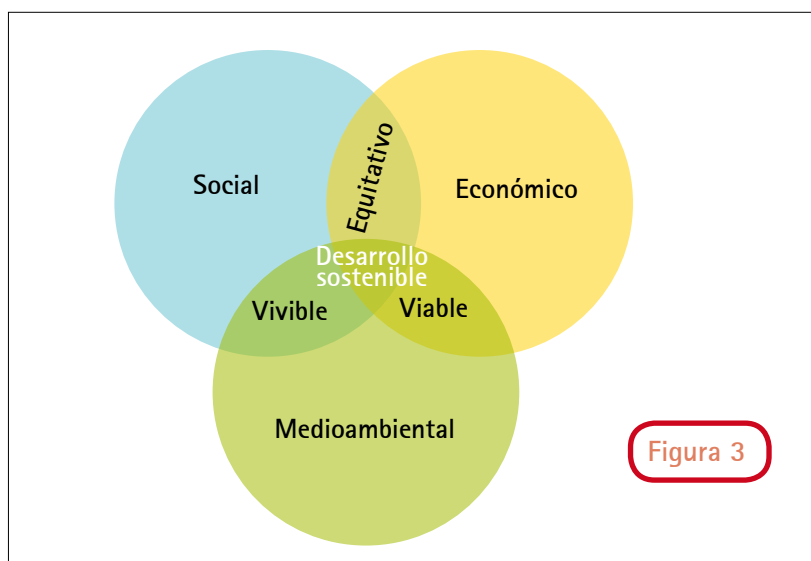 Social
Equitativo
Económico
Desarrollo
sostenible
Vivible
Viable
Medioambiental
Figura 3